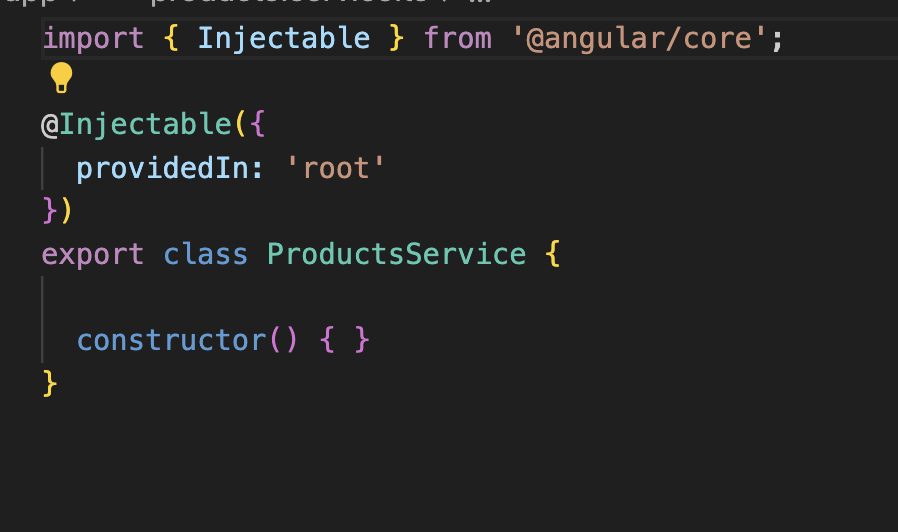 import { Injectable } from '@angular/core';
@Injectable({
  providedIn: 'root'
})
export class ProductsService {
  constructor() { }
}